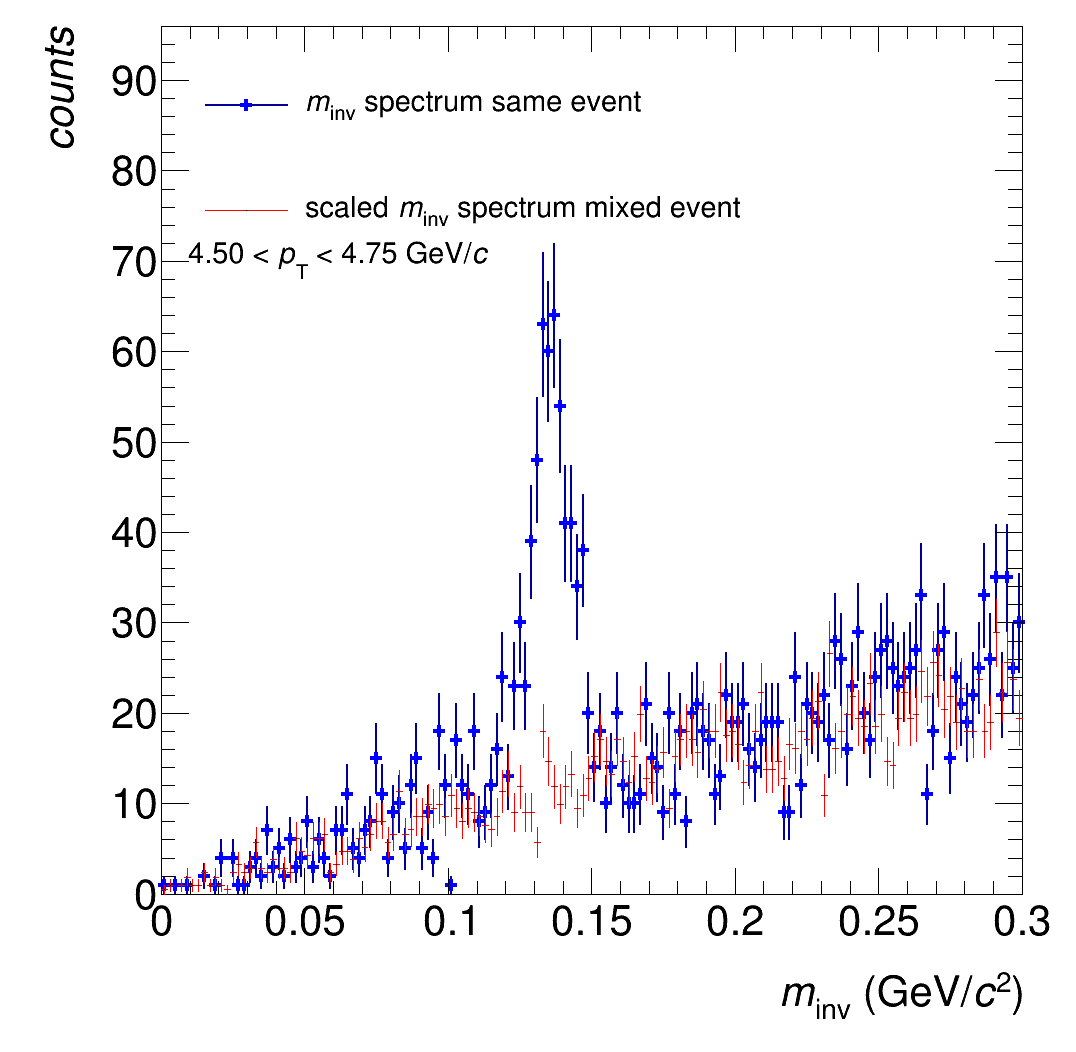 counts
90
80
70
60
50
40
30
20
10
0
m_inv spectrum same event
scaled m_inv spectrum mixed event
4.50 < p_T < 4.75 GeV/c
0 0.05 0.1 0.15 0.2 0.25 0.3
m_inv (GeV/c²)